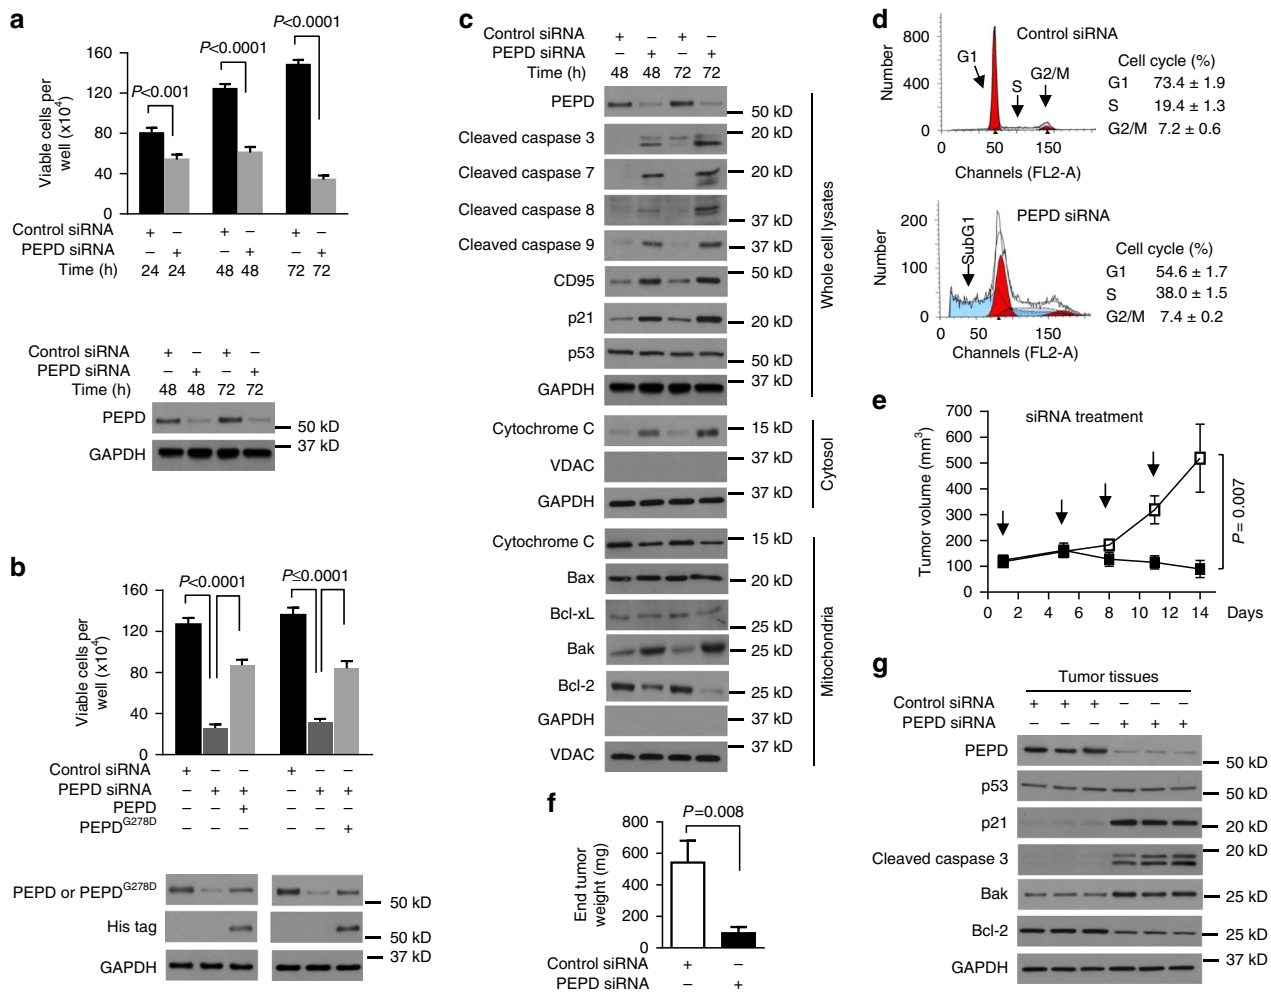 a
P<0.0001
P<0.0001
P<0.001
160
120
80
40
0
Viable cells per
well (x10⁴)
Control siRNA + – + – + –
PEPD siRNA – + – + – +
Time (h) 24 24 48 48 72 72
Control siRNA + – + –
PEPD siRNA – + – +
Time (h) 48 48 72 72
PEPD
50 kD
GAPDH
37 kD
b
P<0.0001
P<0.0001
160
120
80
40
0
Viable cells per
well (x10⁴)
Control siRNA + – – + – –
PEPD siRNA – + + – + +
PEPD – – + – – –
PEPDG278D – – – – – +
PEPD or PEPDG278D
50 kD
His tag
50 kD
GAPDH
37 kD
c
Control siRNA + – + –
PEPD siRNA – + – +
Time (h) 48 48 72 72
PEPD
50 kD
Cleaved caspase 3
20 kD
Cleaved caspase 7
20 kD
Cleaved caspase 8
37 kD
Cleaved caspase 9
37 kD
CD95
50 kD
p21
20 kD
p53
50 kD
GAPDH
37 kD
Whole cell lysates
Cytochrome C
15 kD
VDAC
37 kD
GAPDH
37 kD
Cytosol
Cytochrome C
15 kD
Bax
20 kD
Bcl-xL
25 kD
Bak
25 kD
Bcl-2
25 kD
GAPDH
37 kD
VDAC
37 kD
Mitochondria
d
Control siRNA
800
400
0
Number
G1
S
G2/M
0 50 150
Channels (FL2-A)
Cell cycle (%)
G1 73.4 ± 1.9
S 19.4 ± 1.3
G2/M 7.2 ± 0.6
PEPD siRNA
200
100
0
Number
SubG1
0 50 150
Channels (FL2-A)
Cell cycle (%)
G1 54.6 ± 1.7
S 38.0 ± 1.5
G2/M 7.4 ± 0.2
e
siRNA treatment
700
600
500
400
300
200
100
0
Tumor volume (mm³)
P = 0.007
0 2 4 6 8 10 12 14 Days
f
P=0.008
800
600
400
200
0
End tumor
weight (mg)
Control siRNA + –
PEPD siRNA – +
g
Tumor tissues
Control siRNA + + + – – –
PEPD siRNA – – – + + +
PEPD
50 kD
p53
50 kD
p21
20 kD
Cleaved caspase 3
20 kD
Bak
25 kD
Bcl-2
25 kD
GAPDH
37 kD